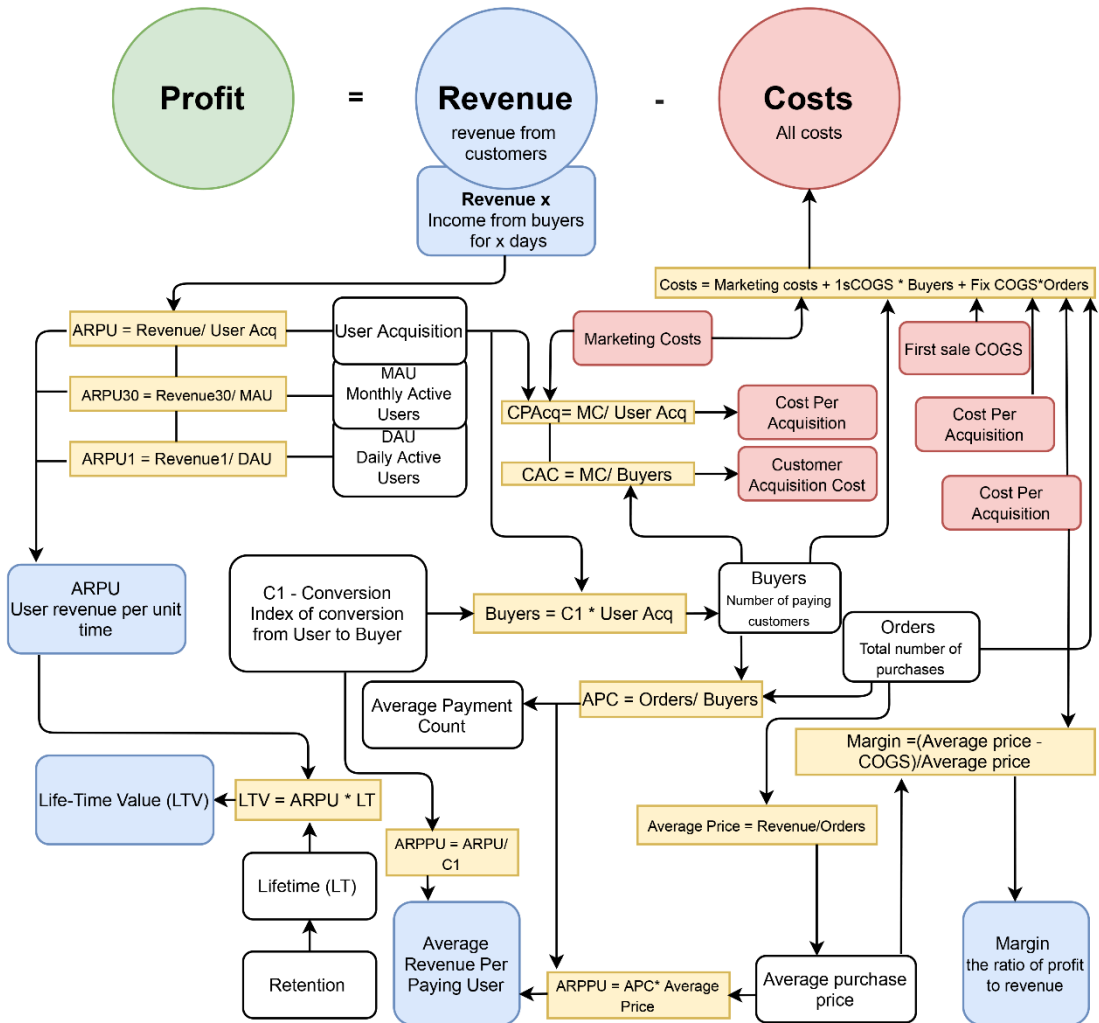 Profit
=
Revenue
revenue from
customers
-
Costs
All costs
Revenue x
Income from buyers
for x days
Costs = Marketing costs + 1sCOGS * Buyers + Fix COGS*Orders
ARPU = Revenue/ User Acq
User Acquisition
Marketing Costs
First sale COGS
ARPU30 = Revenue30/ MAU
MAU
Monthly Active
Users
CPAcq= MC/ User Acq
Cost Per
Acquisition
Cost Per
Acquisition
ARPU1 = Revenue1/ DAU
DAU
Daily Active
Users
CAC = MC/ Buyers
Customer
Acquisition Cost
Cost Per
Acquisition
ARPU
User revenue per unit
time
C1 - Conversion
Index of conversion
from User to Buyer
Buyers = C1 * User Acq
Buyers
Number of paying
customers
Orders
Total number of
purchases
Average Payment
Count
APC = Orders/ Buyers
Margin =(Average price -
COGS)/Average price
Life-Time Value (LTV)
LTV = ARPU * LT
ARPPU = ARPU/
C1
Average Price = Revenue/Orders
Lifetime (LT)
Retention
Average
Revenue Per
Paying User
ARPPU = APC* Average
Price
Average purchase
price
Margin
the ratio of profit
to revenue